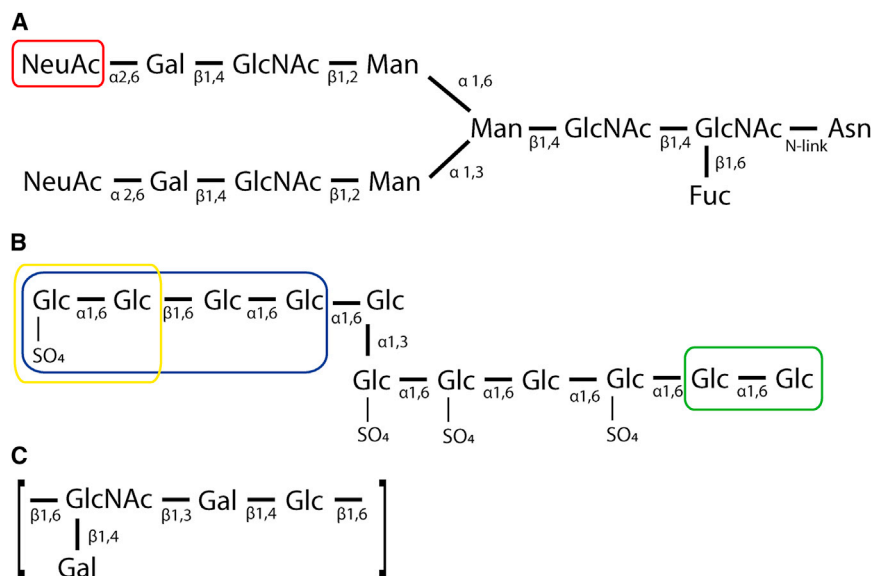 A
NeuAc α2,6 Gal β1,4 GlcNAc β1,2 Man
α 1,6
Man β1,4 GlcNAc β1,4 GlcNAc N-link Asn
α 1,3
β1,6
NeuAc α 2,6 Gal β1,4 GlcNAc β1,2 Man
Fuc
B
Glc α1,6 Glc β1,6 Glc α1,6 Glc α1,6 Glc
SO₄
α1,3
Glc α1,6 Glc α1,6 Glc α1,6 Glc α1,6 Glc α1,6 Glc
SO₄ SO₄ SO₄
C
β1,6 GlcNAc β1,3 Gal β1,4 Glc β1,6
β1,4
Gal